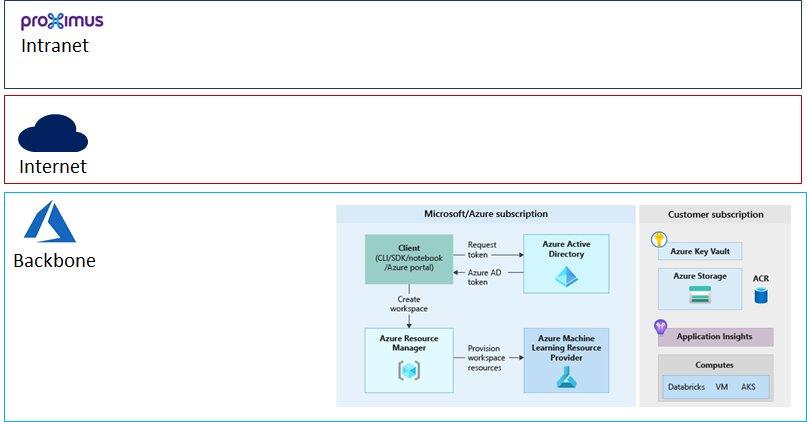 proximus
Intranet
Internet
Backbone
Microsoft/Azure subscription
Client
(CLI/SDK/notebook
/Azure portal)
Request
token
Azure AD
token
Azure Active
Directory
Create
workspace
Azure Resource
Manager
Provision
workspace
resources
Azure Machine
Learning Resource
Provider
Customer subscription
Azure Key Vault
Azure Storage
ACR
Application Insights
Computes
Databricks VM AKS